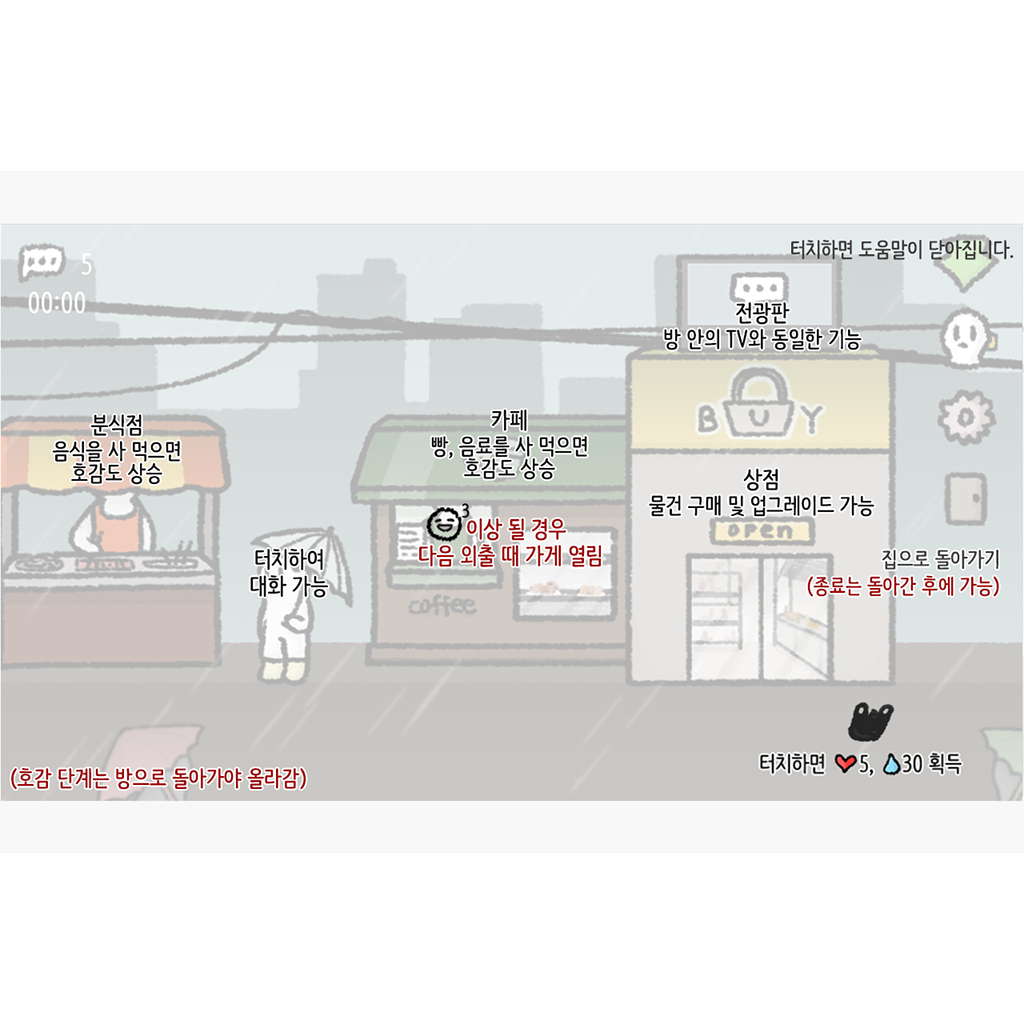 터치하면 도움말이 닫아집니다.
5
00:00
전광판
방 안의 TV와 동일한 기능
BUY
분식점
음식을 사 먹으면
호감도 상승
카페
빵, 음료를 사 먹으면
호감도 상승
상점
물건 구매 및 업그레이드 가능
open
3
이상 될 경우
다음 외출 때 가게 열림
터치하여
대화 가능
집으로 돌아가기
(종료는 돌아간 후에 가능)
coffee
터치하면 5, 30 획득
(호감 단계는 방으로 돌아가야 올라감)